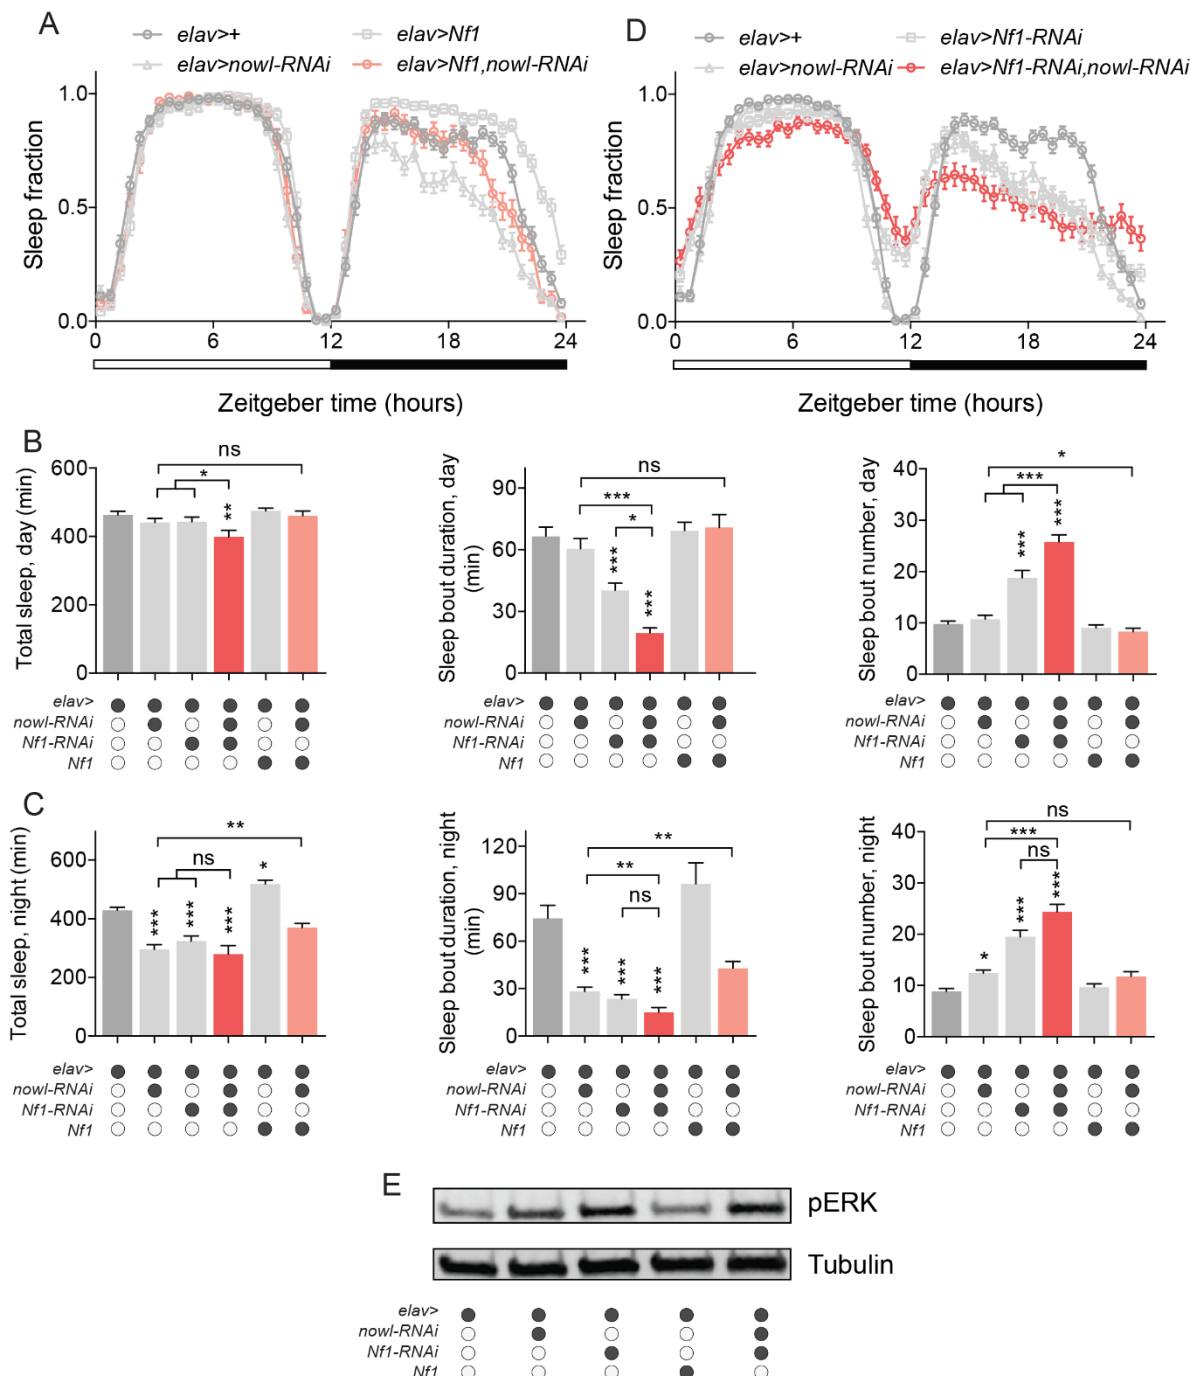 A
elav>+
elav>Nf1
elav>nowl-RNAi
elav>Nf1,nowl-RNAi
Sleep fraction
1.0
0.5
0.0
0 6 12 18 24
Zeitgeber time (hours)
D
elav>+
elav>Nf1-RNAi
elav>nowl-RNAi
elav>Nf1-RNAi,nowl-RNAi
Sleep fraction
1.0
0.5
0.0
0 6 12 18 24
Zeitgeber time (hours)
B
Total sleep, day (min)
600
400
200
0
ns
*
**
elav>
nowl-RNAi
Nf1-RNAi
Nf1
Sleep bout duration, day
(min)
90
60
30
0
ns
***
*
***
***
elav>
nowl-RNAi
Nf1-RNAi
Nf1
Sleep bout number, day
40
30
20
10
0
*
***
***
***
elav>
nowl-RNAi
Nf1-RNAi
Nf1
C
Total sleep, night (min)
600
400
200
0
**
ns
*
***
***
***
elav>
nowl-RNAi
Nf1-RNAi
Nf1
Sleep bout duration, night
(min)
120
90
60
30
0
**
**
ns
***
***
***
elav>
nowl-RNAi
Nf1-RNAi
Nf1
Sleep bout number, night
40
30
20
10
0
ns
***
ns
*
***
***
elav>
nowl-RNAi
Nf1-RNAi
Nf1
E
pERK
Tubulin
elav>
nowl-RNAi
Nf1-RNAi
Nf1